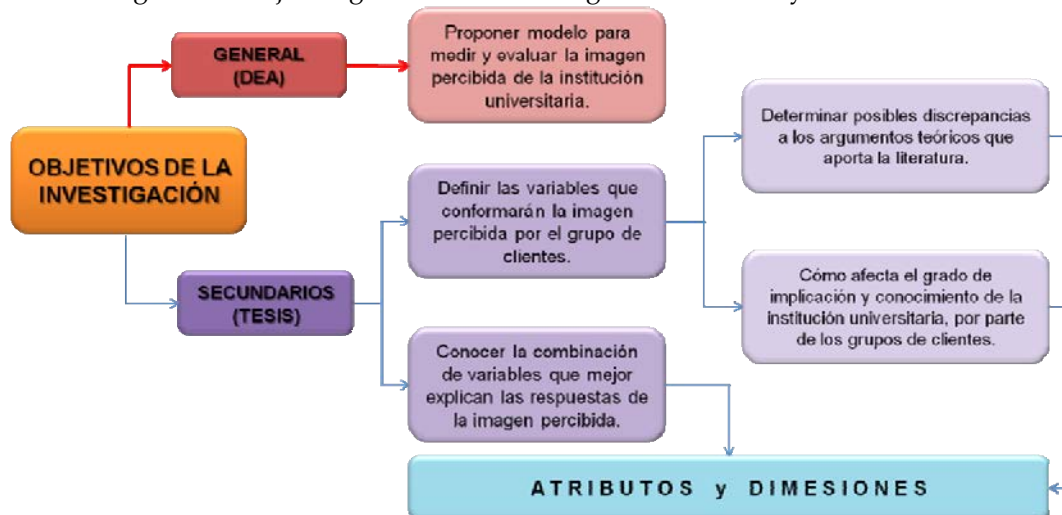 GENERAL
(DEA)
Proponer modelo para
medir y evaluar la imagen
percibida de la institución
universitaria.
OBJETIVOS DE LA
INVESTIGACIÓN
Determinar posibles discrepancias
a los argumentos teóricos que
aporta la literatura.
Definir las variables que
conformarán la imagen
percibida por el grupo de
clientes.
SECUNDARIOS
(TESIS)
Cómo afecta el grado de
implicación y conocimiento de la
institución universitaria, por parte
de los grupos de clientes.
Conocer la combinación
de variables que mejor
explican las respuestas de
la imagen percibida.
ATRIBUTOS y DIMESIONES